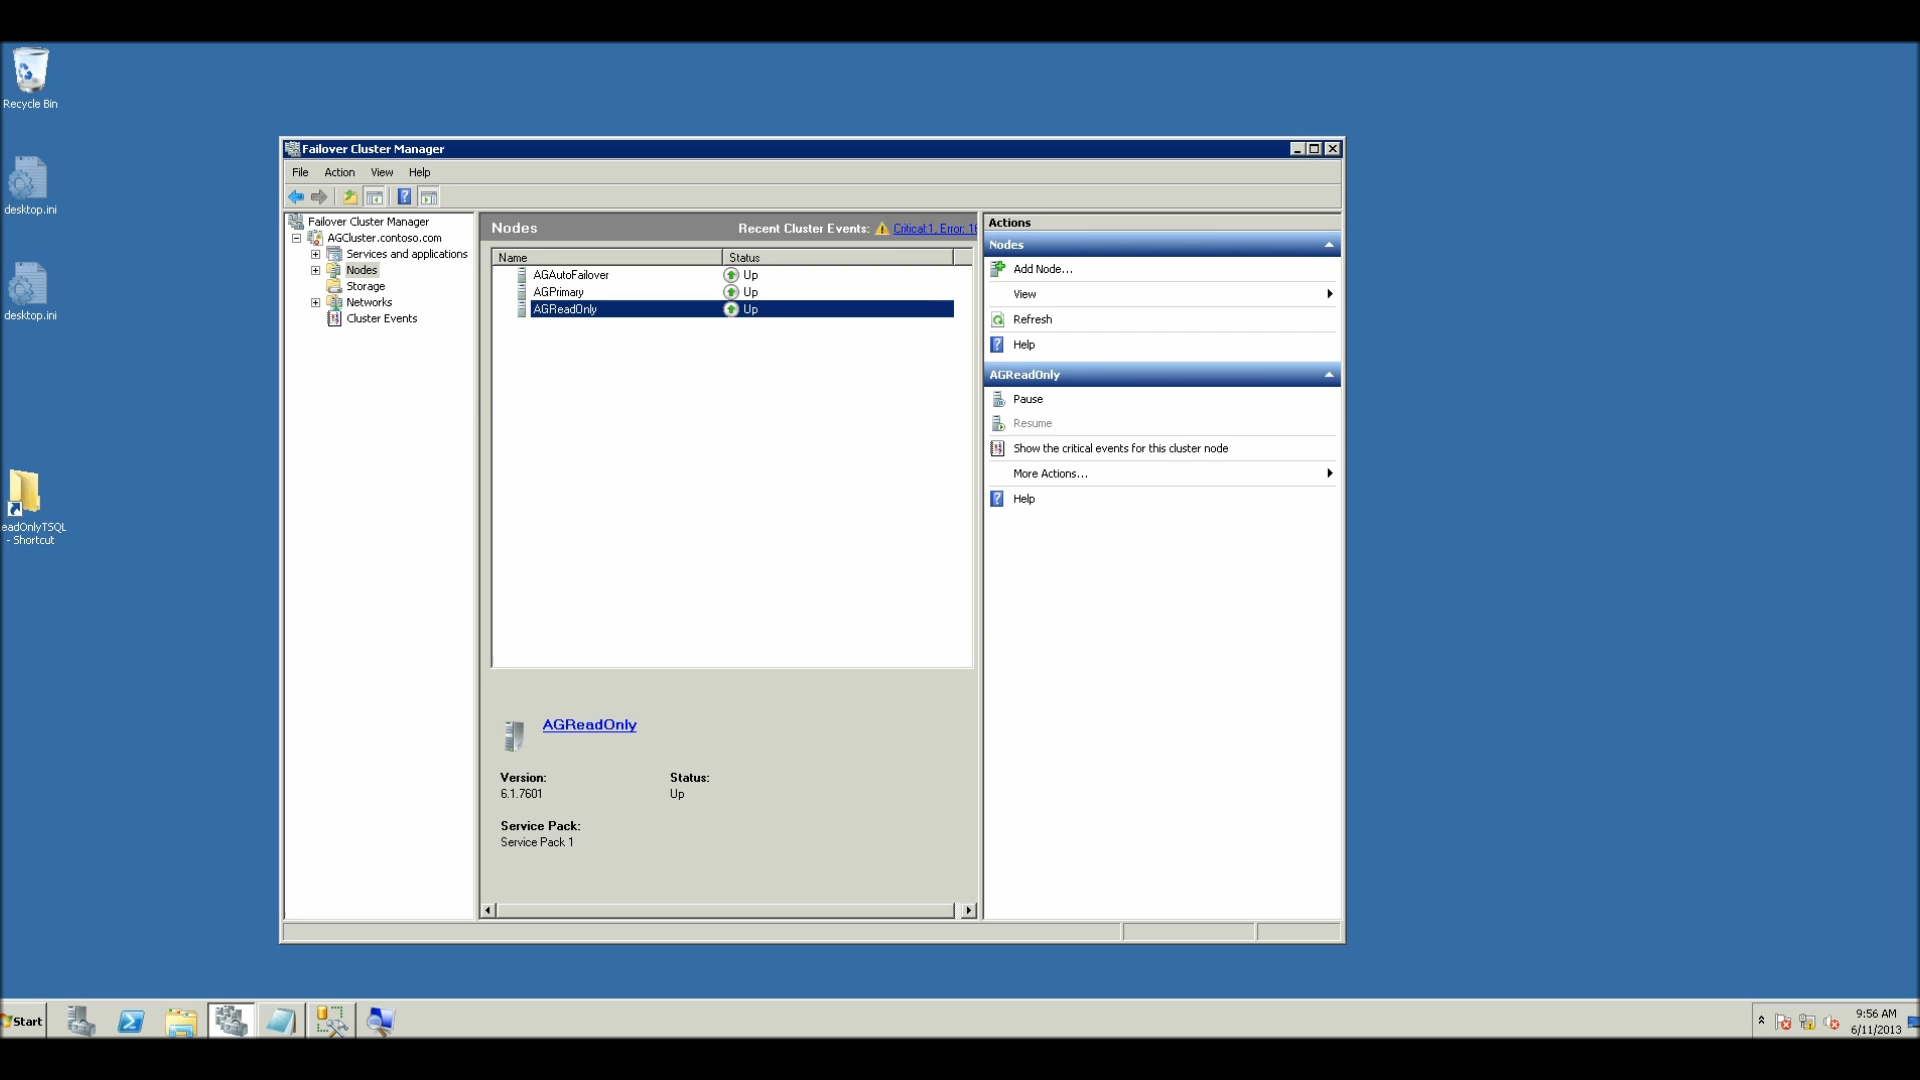 Recycle Bin
desktop.ini
desktop.ini
eadOnlyTSQL
- Shortcut
Failover Cluster Manager
File Action View Help
Failover Cluster Manager
AGCluster.contoso.com
Services and applications
Nodes
Storage
Networks
Cluster Events
Nodes Recent Cluster Events: Critical:1, Error:
Name Status
AGAutoFailover Up
AGPrimary Up
AGReadOnly Up
AGReadOnly
Version: Status:
6.1.7601 Up
Service Pack:
Service Pack 1
Actions
Nodes
Add Node...
View
Refresh
Help
AGReadOnly
Pause
Resume
Show the critical events for this cluster node
More Actions...
Help
Start
9:56 AM
6/11/2013